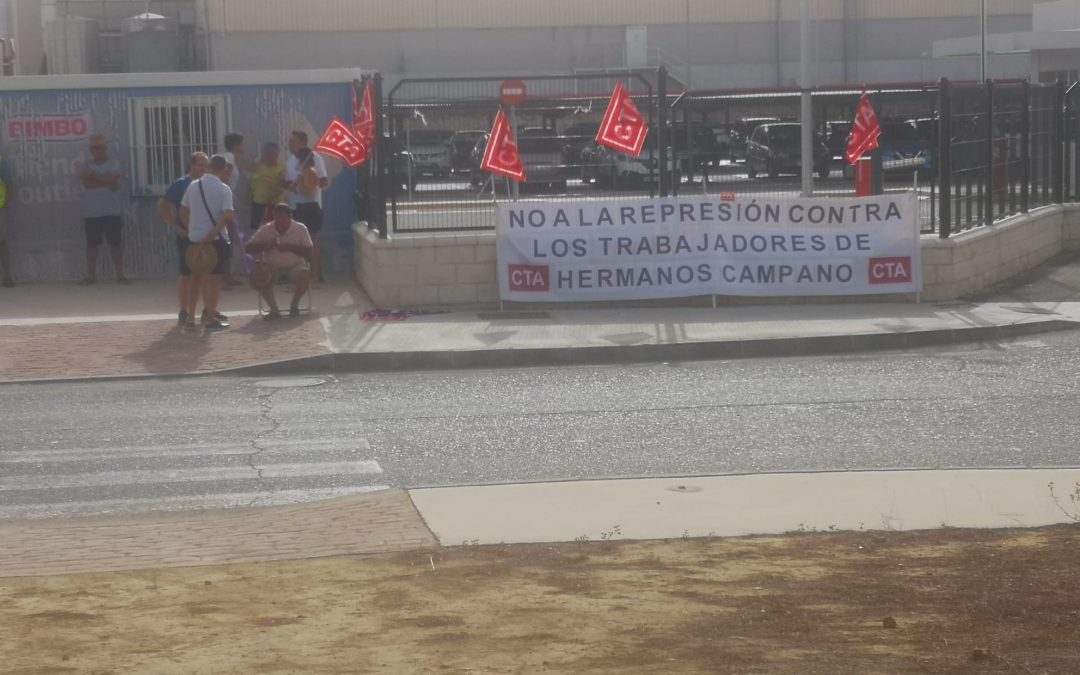 BIMBO
CTA
CTA
CTA
CTA
CTA
NO A LA REPRESIÓN CONTRA
LOS TRABAJADORES DE
CTA HERMANOS CAMPANO CTA